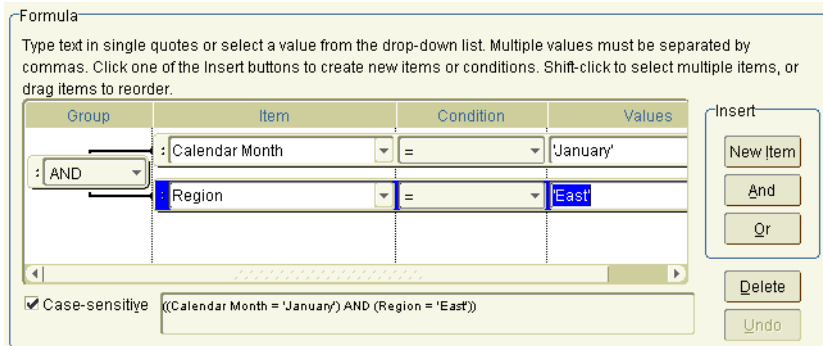 Formula
Type text in single quotes or select a value from the drop-down list. Multiple values must be separated by
commas. Click one of the Insert buttons to create new items or conditions. Shift-click to select multiple items, or
drag items to reorder.
Group Item Condition Values
Insert
: Calendar Month = 'January'
New Item
: AND
And
: Region = 'East'
Or
Delete
Case-sensitive ((Calendar Month = 'January') AND (Region = 'East'))
Undo